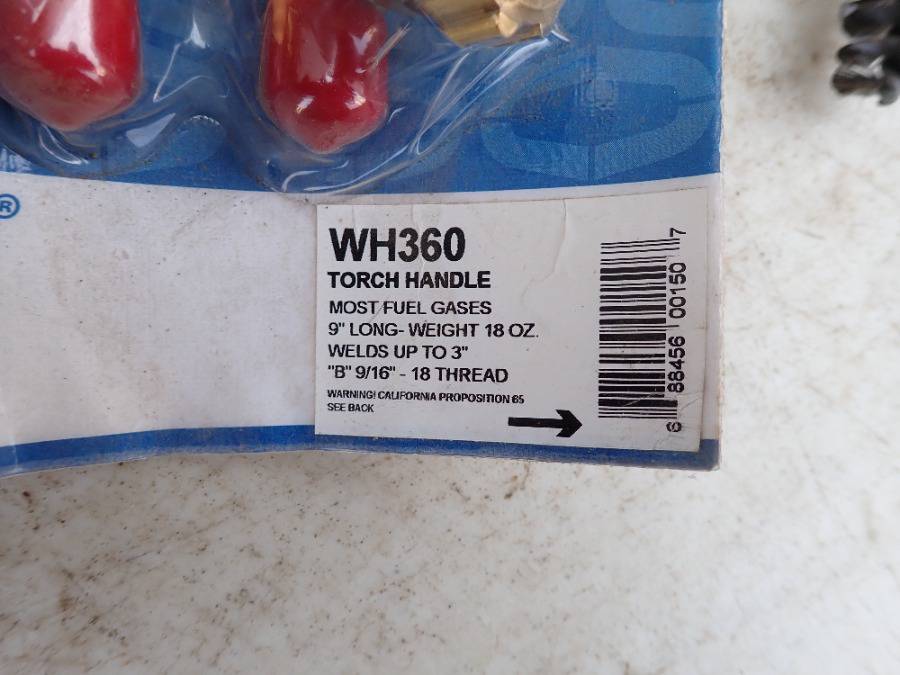 ®
WH360
TORCH HANDLE
MOST FUEL GASES
9" LONG- WEIGHT 18 OZ.
WELDS UP TO 3"
"B" 9/16" - 18 THREAD
WARNING! CALIFORNIA PROPOSITION 65
SEE BACK
6 88456 00150 7